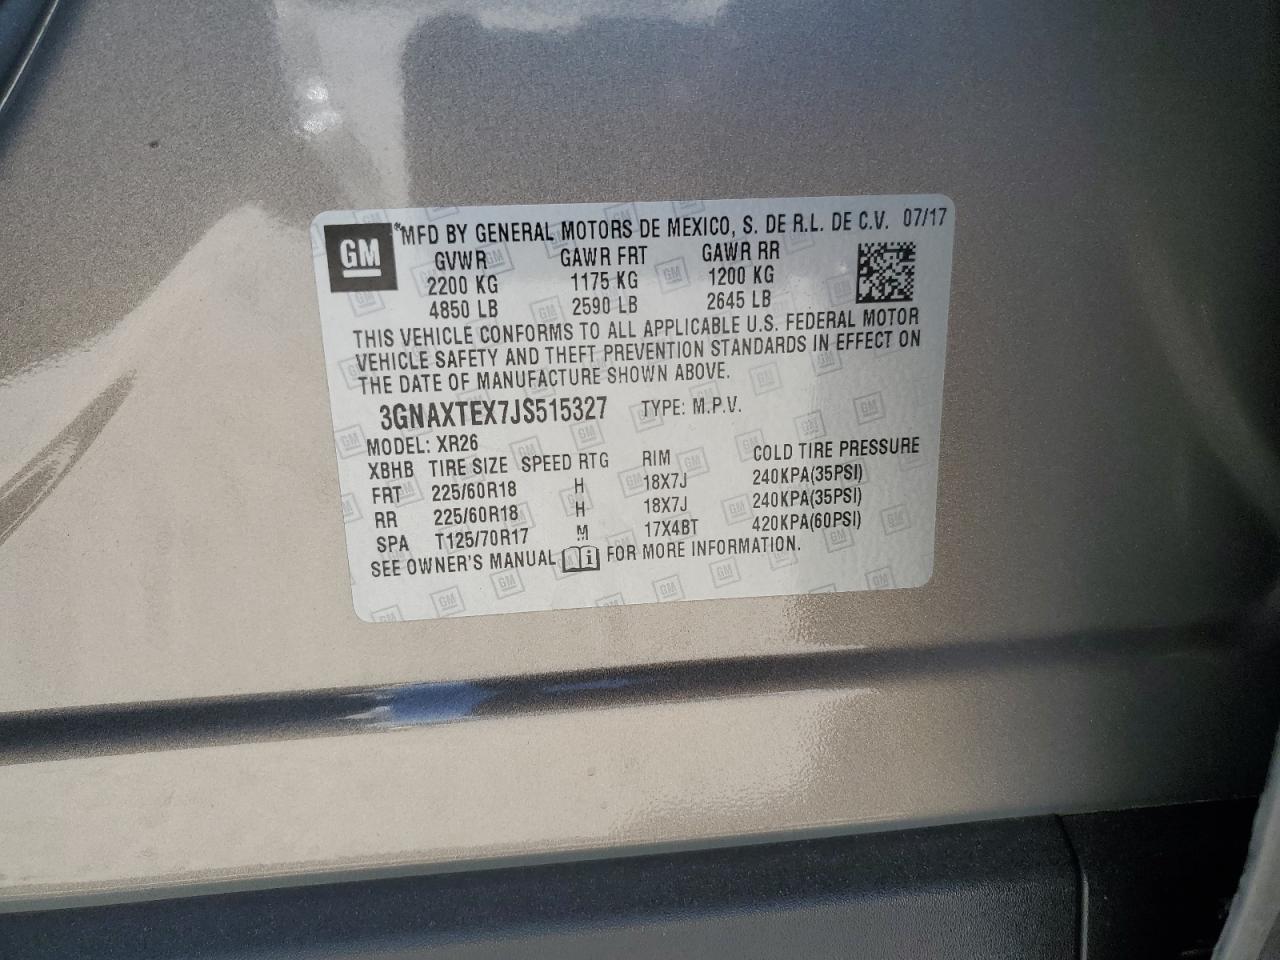 GM
*MFD BY GENERAL MOTORS DE MEXICO, S. DE R.L. DE C.V. 07/17
GVWR GAWR FRT GAWR RR
2200 KG 1175 KG 1200 KG
4850 LB 2590 LB 2645 LB
THIS VEHICLE CONFORMS TO ALL APPLICABLE U.S. FEDERAL MOTOR
VEHICLE SAFETY AND THEFT PREVENTION STANDARDS IN EFFECT ON
THE DATE OF MANUFACTURE SHOWN ABOVE.
3GNAXTEX7JS515327 TYPE: M.P.V.
MODEL: XR26
XBHB TIRE SIZE SPEED RTG RIM COLD TIRE PRESSURE
FRT 225/60R18 H 18X7J 240KPA(35PSI)
RR 225/60R18 H 18X7J 240KPA(35PSI)
SPA T125/70R17 M 17X4BT 420KPA(60PSI)
SEE OWNER'S MANUAL i FOR MORE INFORMATION.